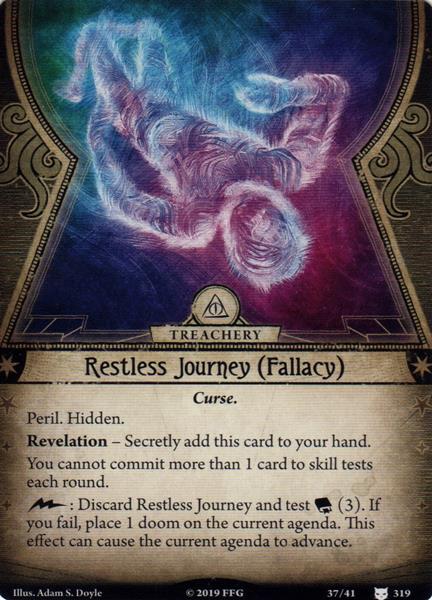 1
TREACHERY
Restless Journey (Fallacy)
Curse.
Peril. Hidden.
Revelation – Secretly add this card to your hand.
You cannot commit more than 1 card to skill tests
each round.
: Discard Restless Journey and test (3). If
you fail, place 1 doom on the current agenda. This
effect can cause the current agenda to advance.
Illus. Adam S. Doyle © 2019 FFG 37/41 319